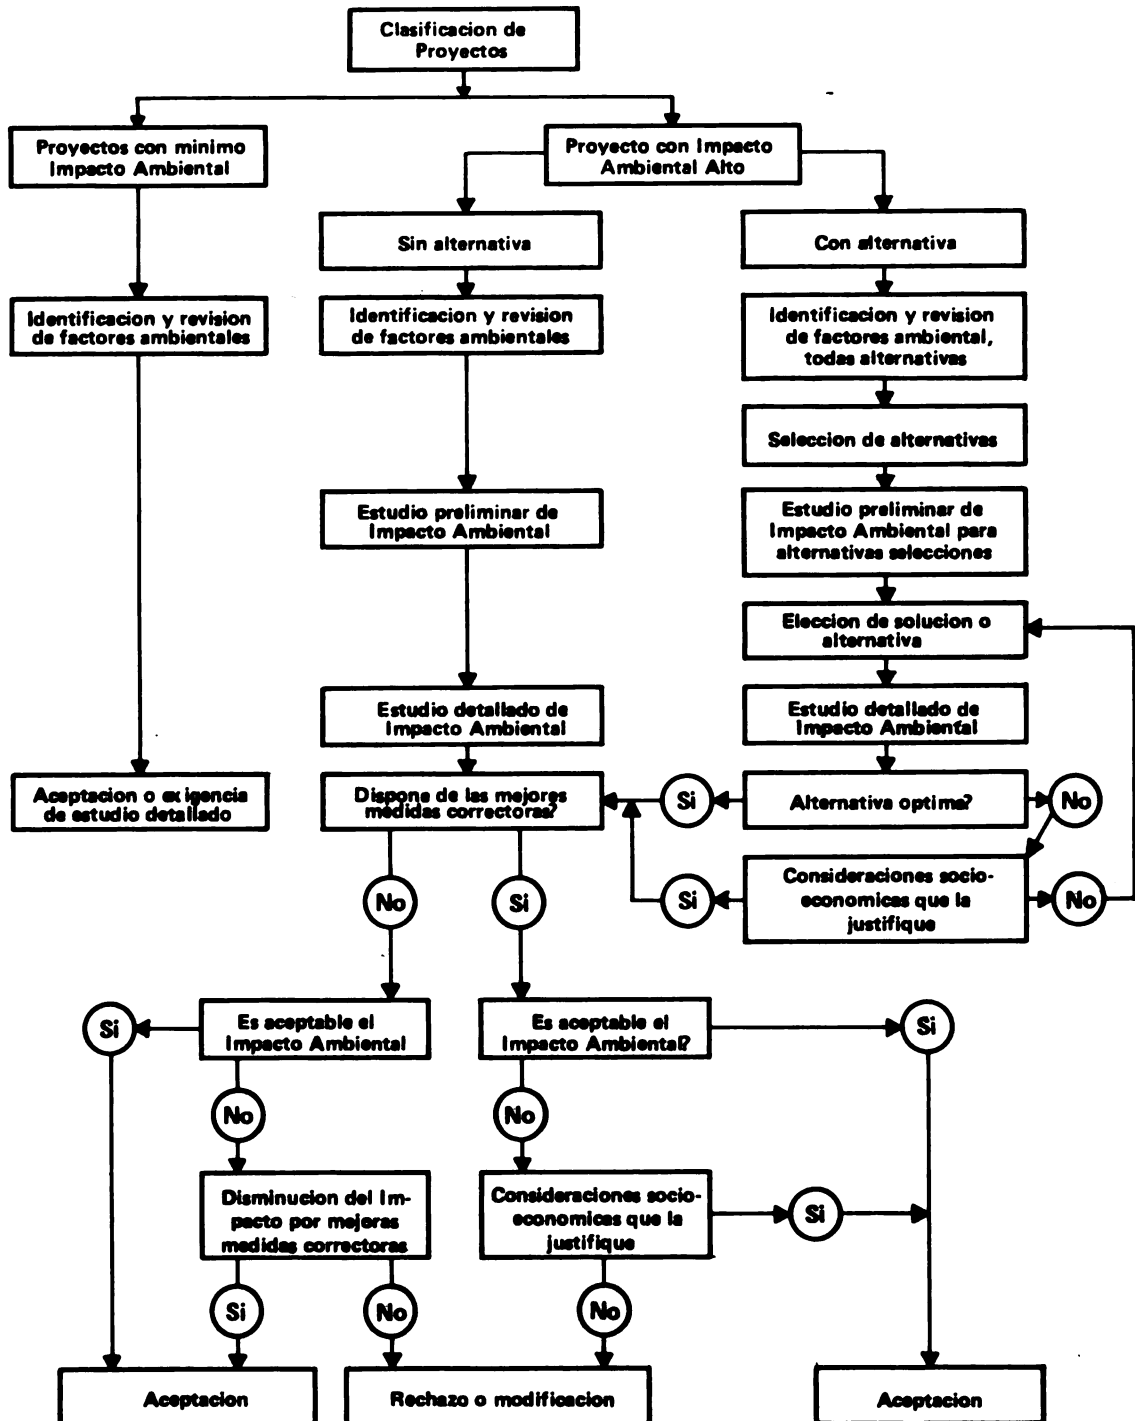 Clasificacion de
Proyectos
Proyectos con minimo
Impacto Ambiental
Proyecto con Impacto
Ambiental Alto
Sin alternativa
Con alternativa
Identificacion y revision
de factores ambientales
Identificacion y revision
de factores ambientales
Identificacion y revision
de factores ambiental,
todas alternativas
Seleccion de alternativas
Estudio preliminar de
Impacto Ambiental
Estudio preliminar de
Impacto Ambiental para
alternativas selecciones
Eleccion de solucion o
alternativa
Estudio detallado de
Impacto Ambiental
Estudio detallado de
Impacto Ambiental
Aceptacion o exigencia
de estudio detallado
Dispone de las mejores
medidas correctoras?
Si
Alternativa optima?
No
No
Si
Si
Consideraciones socio-
economicas que la
justifique
No
Si
Es aceptable el
Impacto Ambiental
Es aceptable el
Impacto Ambiental?
Si
No
No
Disminucion del Im-
pacto por mejoras
medidas correctoras
Consideraciones socio-
economicas que la
justifique
Si
Si
No
No
Aceptacion
Rechazo o modificacion
Aceptacion